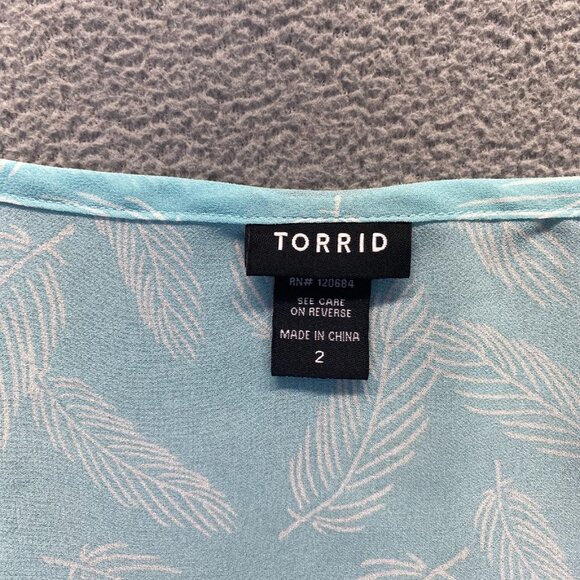 TORRID
RN# 120684
SEE CARE
ON REVERSE
MADE IN CHINA
2